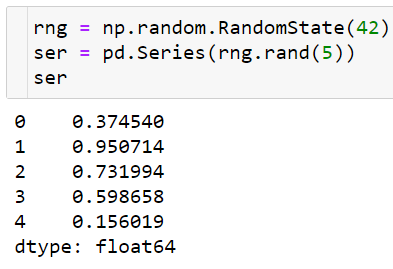 rng = np.random.RandomState(42)
ser = pd.Series(rng.rand(5))
ser
0    0.374540
1    0.950714
2    0.731994
3    0.598658
4    0.156019
dtype: float64